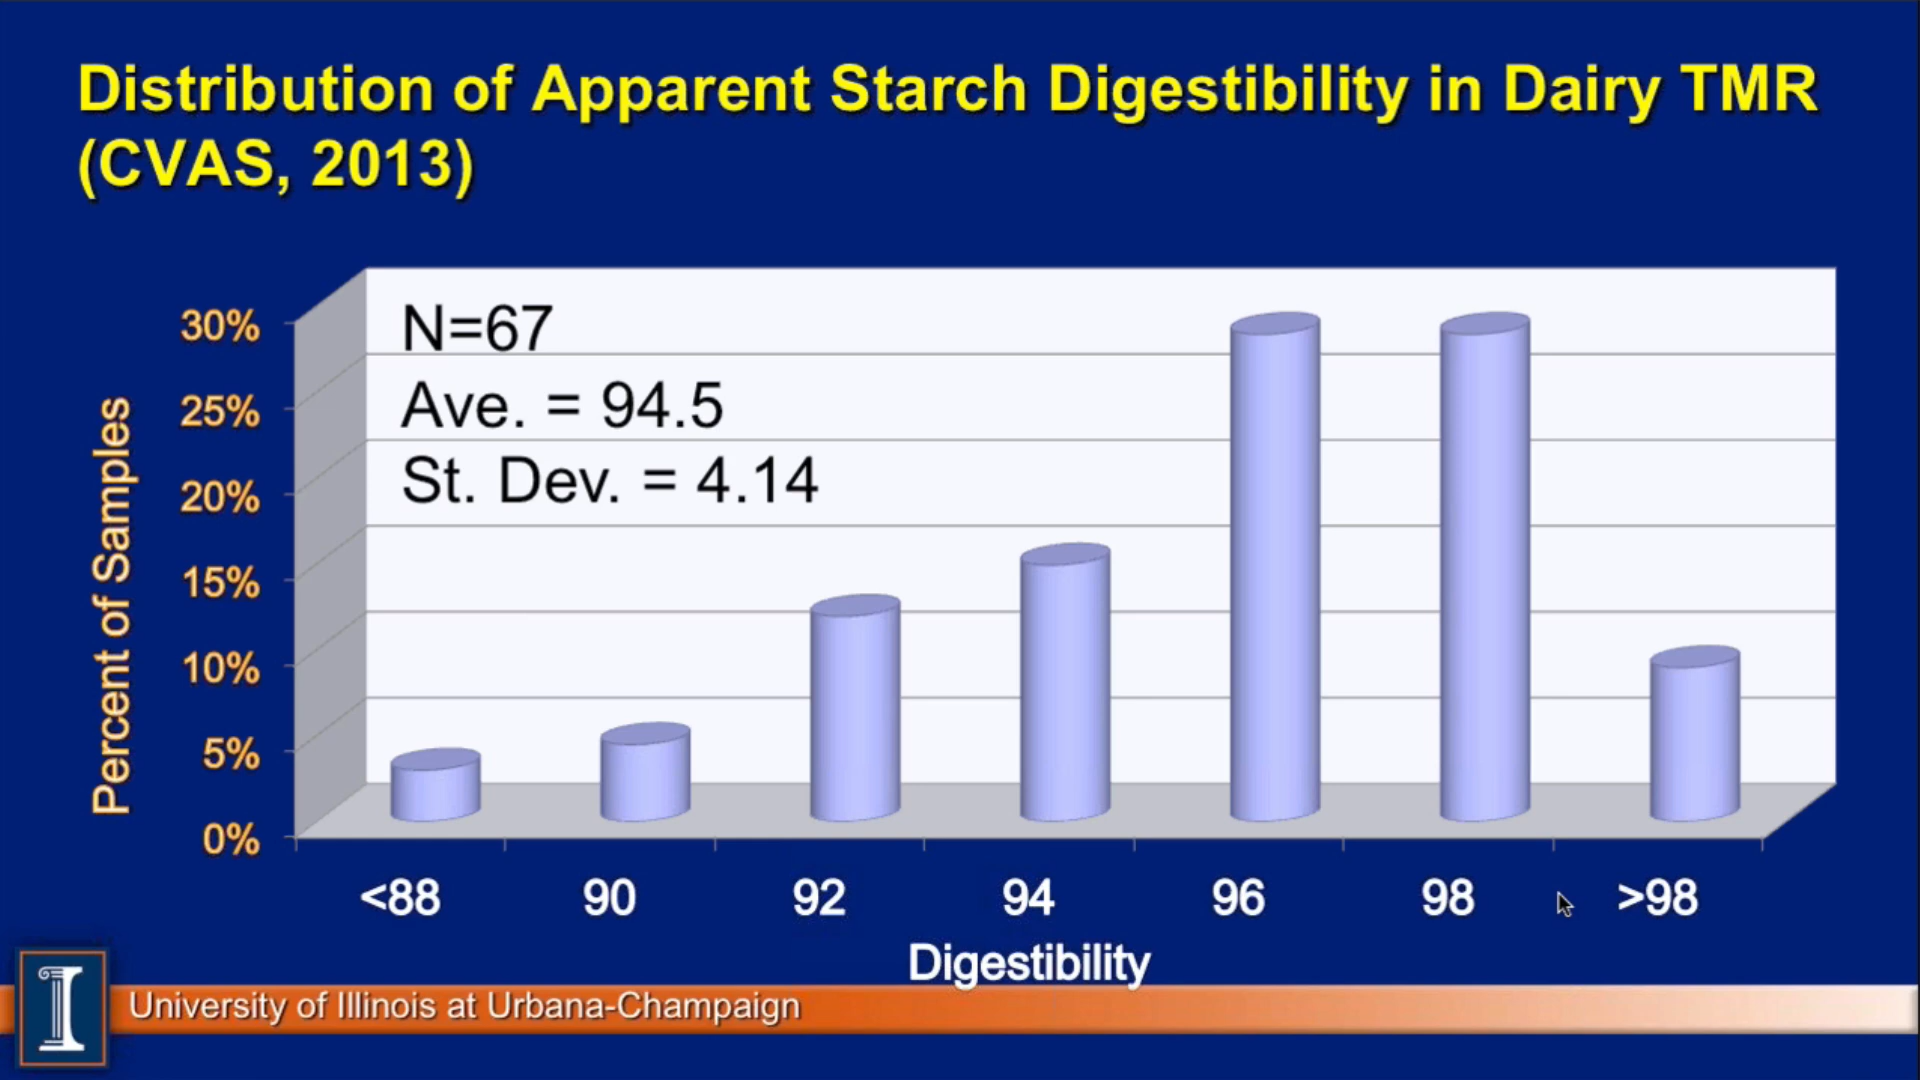 Distribution of Apparent Starch Digestibility in Dairy TMR
(CVAS, 2013)
N=67
Ave. = 94.5
St. Dev. = 4.14
30%
25%
20%
15%
10%
5%
0%
Percent of Samples
<88 90 92 94 96 98 >98
Digestibility
University of Illinois at Urbana-Champaign